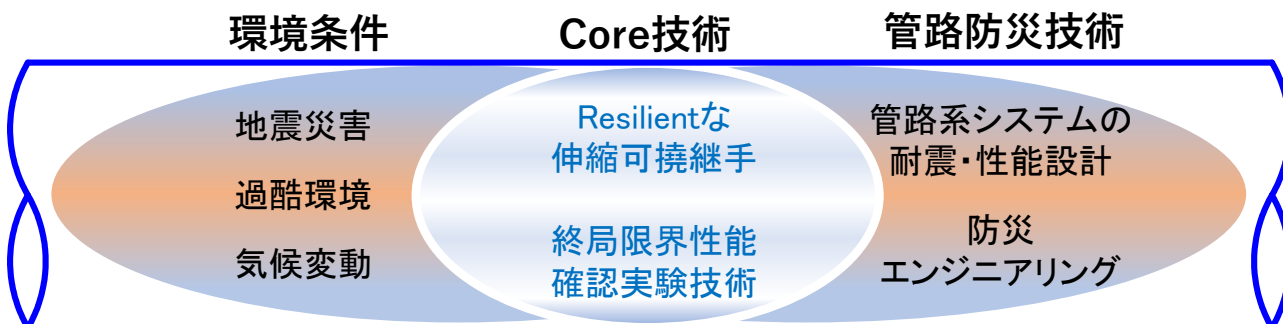 環境条件
Core技術
管路防災技術
地震災害
過酷環境
気候変動
Resilientな
伸縮可撓継手
終局限界性能
確認実験技術
管路系システムの
耐震・性能設計
防災
エンジニアリング